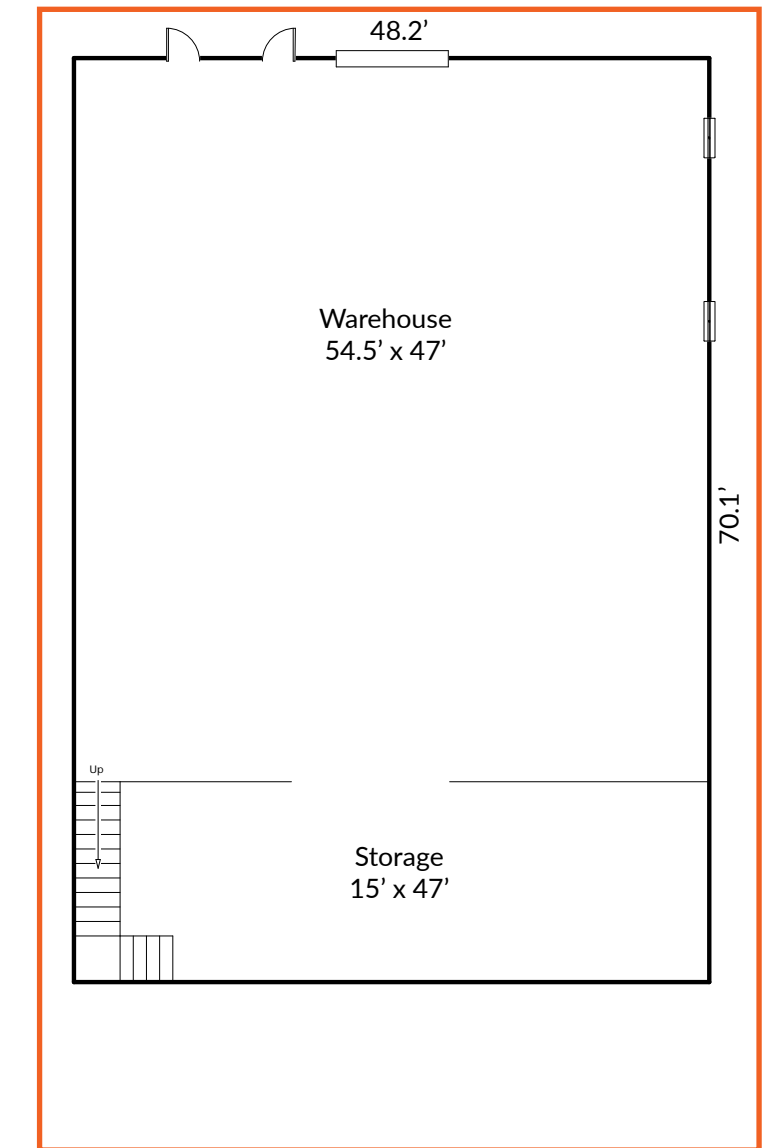 48.2’
Warehouse
54.5’ x 47’
70.1’
Up
Storage
15’ x 47’